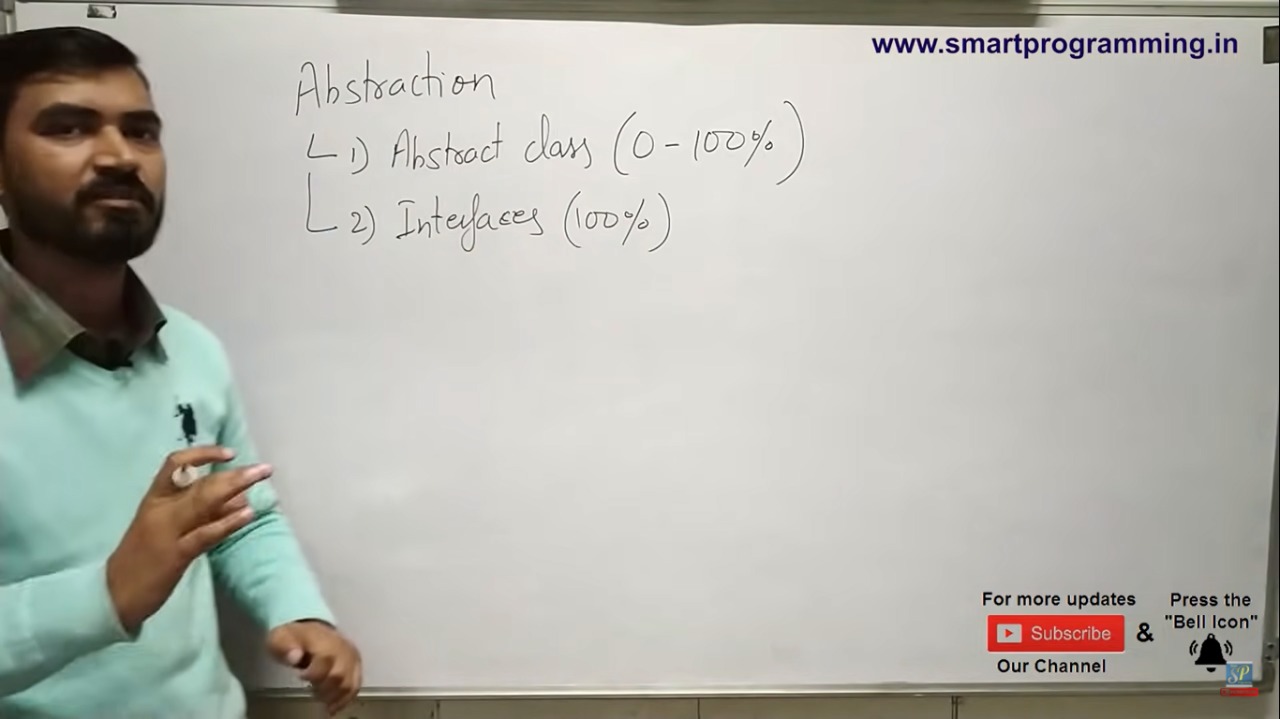 www.smartprogramming.in
Abstraction
1) Abstract class (0-100%)
2) Interfaces (100%)
For more updates
Subscribe
&
Our Channel
Press the
"Bell Icon"
SP